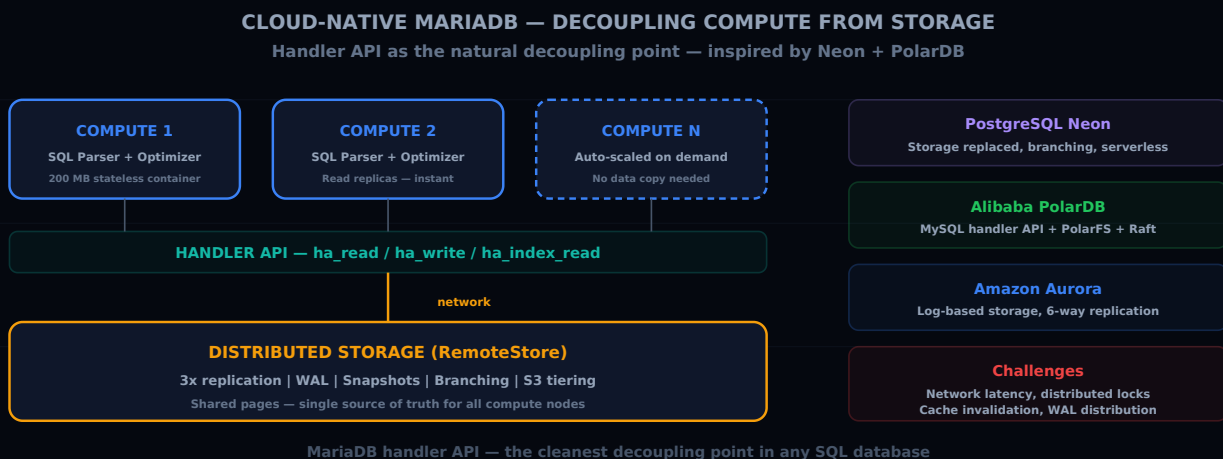 CLOUD-NATIVE MARIADB — DECOUPLING COMPUTE FROM STORAGE
Handler API as the natural decoupling point — inspired by Neon + PolarDB
COMPUTE 1
SQL Parser + Optimizer
200 MB stateless container
COMPUTE 2
SQL Parser + Optimizer
Read replicas — instant
COMPUTE N
Auto-scaled on demand
No data copy needed
HANDLER API — ha_read / ha_write / ha_index_read
network
DISTRIBUTED STORAGE (RemoteStore)
3x replication | WAL | Snapshots | Branching | S3 tiering
Shared pages — single source of truth for all compute nodes
PostgreSQL Neon
Storage replaced, branching, serverless
Alibaba PolarDB
MySQL handler API + PolarFS + Raft
Amazon Aurora
Log-based storage, 6-way replication
Challenges
Network latency, distributed locks
Cache invalidation, WAL distribution
MariaDB handler API — the cleanest decoupling point in any SQL database